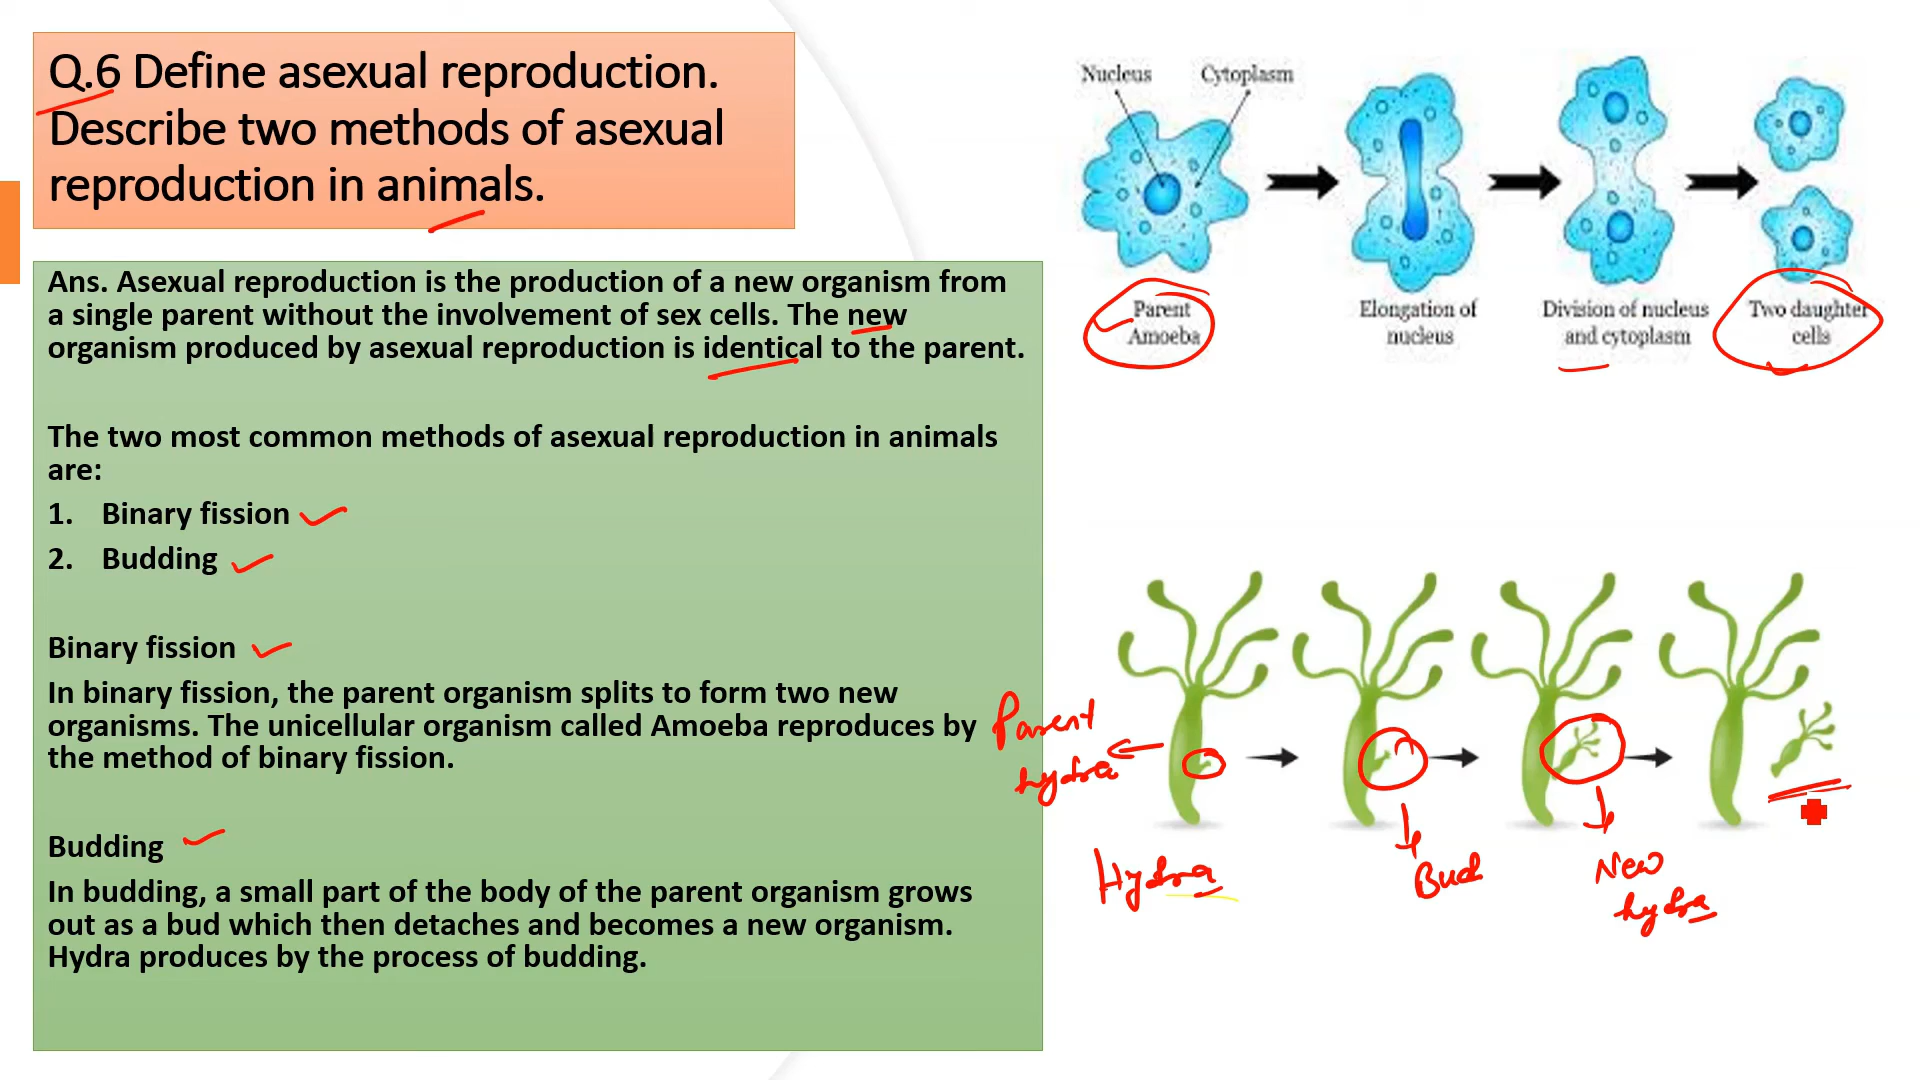 Q.6 Define asexual reproduction.
Describe two methods of asexual
reproduction in animals.
Ans. Asexual reproduction is the production of a new organism from
a single parent without the involvement of sex cells. The new
organism produced by asexual reproduction is identical to the parent.
The two most common methods of asexual reproduction in animals
are:
1. Binary fission
2. Budding
Binary fission
In binary fission, the parent organism splits to form two new
organisms. The unicellular organism called Amoeba reproduces by
the method of binary fission.
Budding
In budding, a small part of the body of the parent organism grows
out as a bud which then detaches and becomes a new organism.
Hydra produces by the process of budding.
Nucleus
Cytoplasm
Parent
Amoeba
Elongation of
nucleus
Division of nucleus
and cytoplasm
Two daughter
cells
Parent
hydra
Hydra
Bud
New
hydra